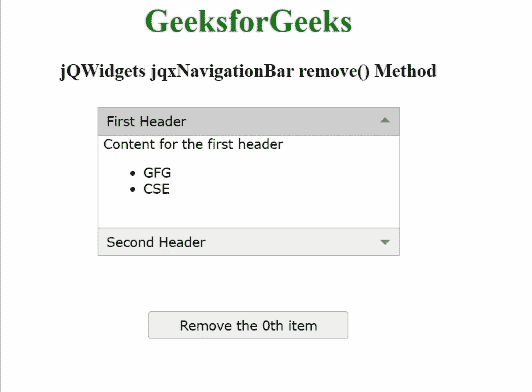 GeeksforGeeks
jQWidgets jqxNavigationBar remove() Method
First Header
Content for the first header
GFG
CSE
Second Header
Remove the 0th item